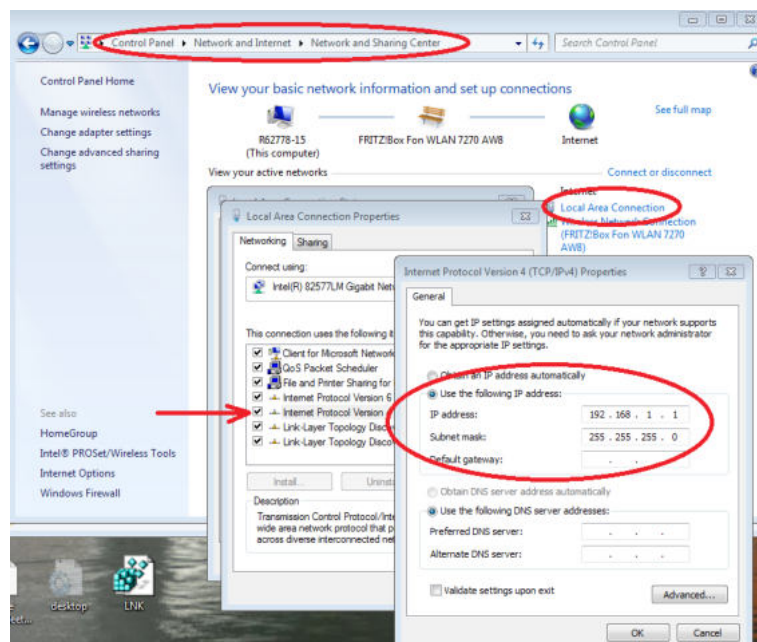 Control Panel ▸ Network and Internet ▸ Network and Sharing Center
Search Control Panel
Control Panel Home
Manage wireless networks
Change adapter settings
Change advanced sharing
settings
See also
HomeGroup
Intel® PROSet/Wireless Tools
Internet Options
Windows Firewall
View your basic network information and set up connections
See full map
R62778-15
(This computer)
FRITZ!Box Fon WLAN 7270 AWB
Internet
View your active networks
Connect or disconnect
Internet
Local Area Connection
Wireless Network Connection
(FRITZ!Box Fon WLAN 7270
AWB)
Local Area Connection Properties
Networking
Sharing
Connect using:
Intel(R) 82577LM Gigabit
This connection uses the following
Client for Microsoft Network
QoS Packet Scheduler
File and Printer Sharing for
Internet Protocol Version 6
Internet Protocol Version
Link-Layer Topology
Link-Layer Topology
Install...
Description
Transmission Control
wide area network protocol that
across diverse interconnected
Internet Protocol Version 4 (TCP/IPv4) Properties
General
You can get IP settings assigned automatically if your network supports
this capability. Otherwise, you need to ask your network administrator
for the appropriate IP settings.
Obtain an IP address automatically
Use the following IP address:
IP address: 192 . 168 . 1 . 1
Subnet mask: 255 . 255 . 255 . 0
Default gateway: . . .
Obtain DNS server address automatically
Use the following DNS server addresses:
Preferred DNS server: . . .
Alternate DNS server: . . .
Validate settings upon exit
Advanced...
OK
Cancel
desktop
LNK